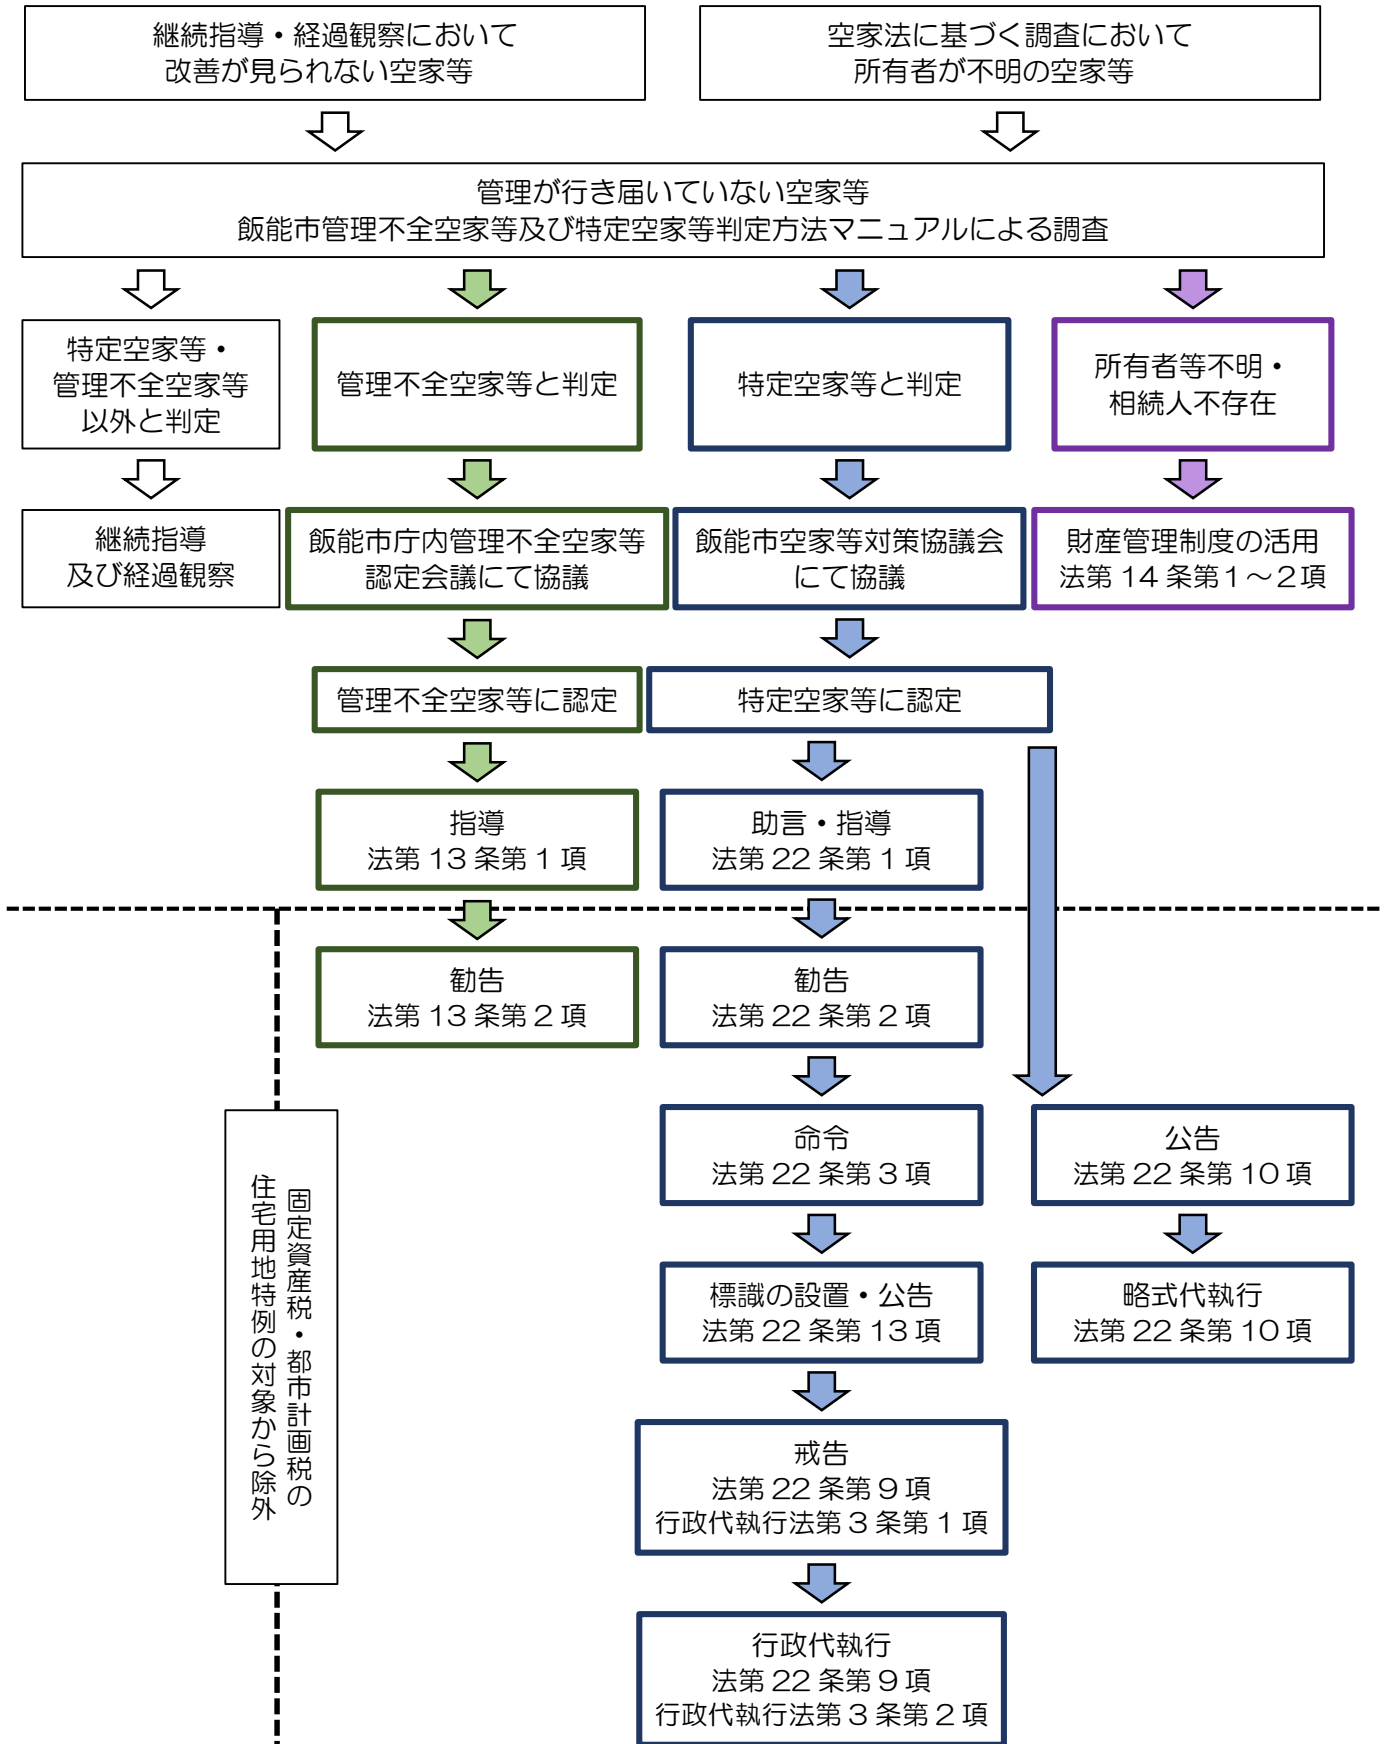 継続指導・経過観察において
改善が見られない空家等
空家法に基づく調査において
所有者が不明の空家等
管理が行き届いていない空家等
飯能市管理不全空家等及び特定空家等判定方法マニュアルによる調査
特定空家等・
管理不全空家等
以外と判定
管理不全空家等と判定
特定空家等と判定
所有者等不明・
相続人不存在
継続指導
及び経過観察
飯能市庁内管理不全空家等
認定会議にて協議
飯能市空家等対策協議会
にて協議
財産管理制度の活用
法第14条第1～2項
管理不全空家等に認定
特定空家等に認定
指導
法第13条第1項
助言・指導
法第22条第1項
勧告
法第13条第2項
勧告
法第22条第2項
命令
法第22条第3項
公告
法第22条第10項
固定資産税・都市計画税の
住宅用地特例の対象から除外
標識の設置・公告
法第22条第13項
略式代執行
法第22条第10項
戒告
法第22条第9項
行政代執行法第3条第1項
行政代執行
法第22条第9項
行政代執行法第3条第2項